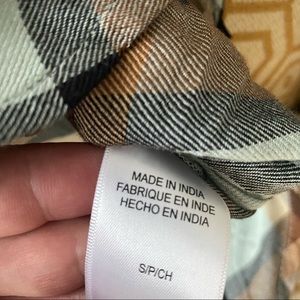 MADE IN INDIA
FABRIQUE EN INDE
HECHO EN INDIA
S/P/CH